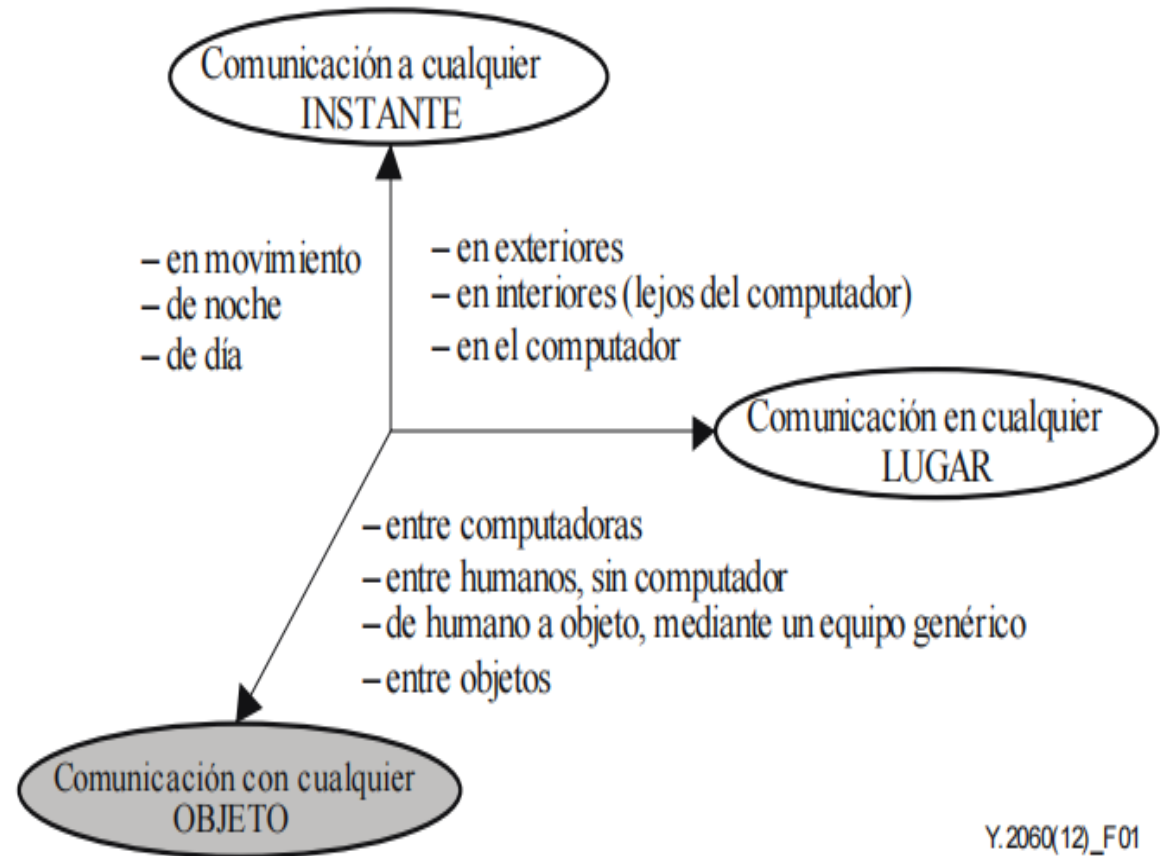 Comunicación a cualquier
INSTANTE
– en movimiento
– de noche
– de día
– en exteriores
– en interiores (lejos del computador)
– en el computador
Comunicación en cualquier
LUGAR
– entre computadoras
– entre humanos, sin computador
– de humano a objeto, mediante un equipo genérico
– entre objetos
Comunicación con cualquier
OBJETO
Y.2060(12)_F01